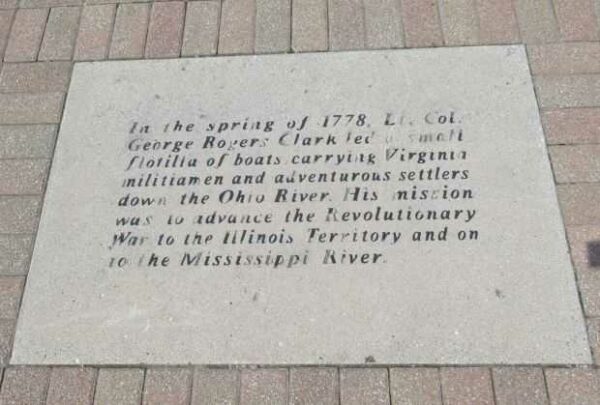 In the spring of 1778, Lt. Col.
George Rogers Clark led a small
flotilla of boats carrying Virginia
militiamen and adventurous settlers
down the Ohio River. His mission
was to advance the Revolutionary
War to the Illinois Territory and on
to the Mississippi River.